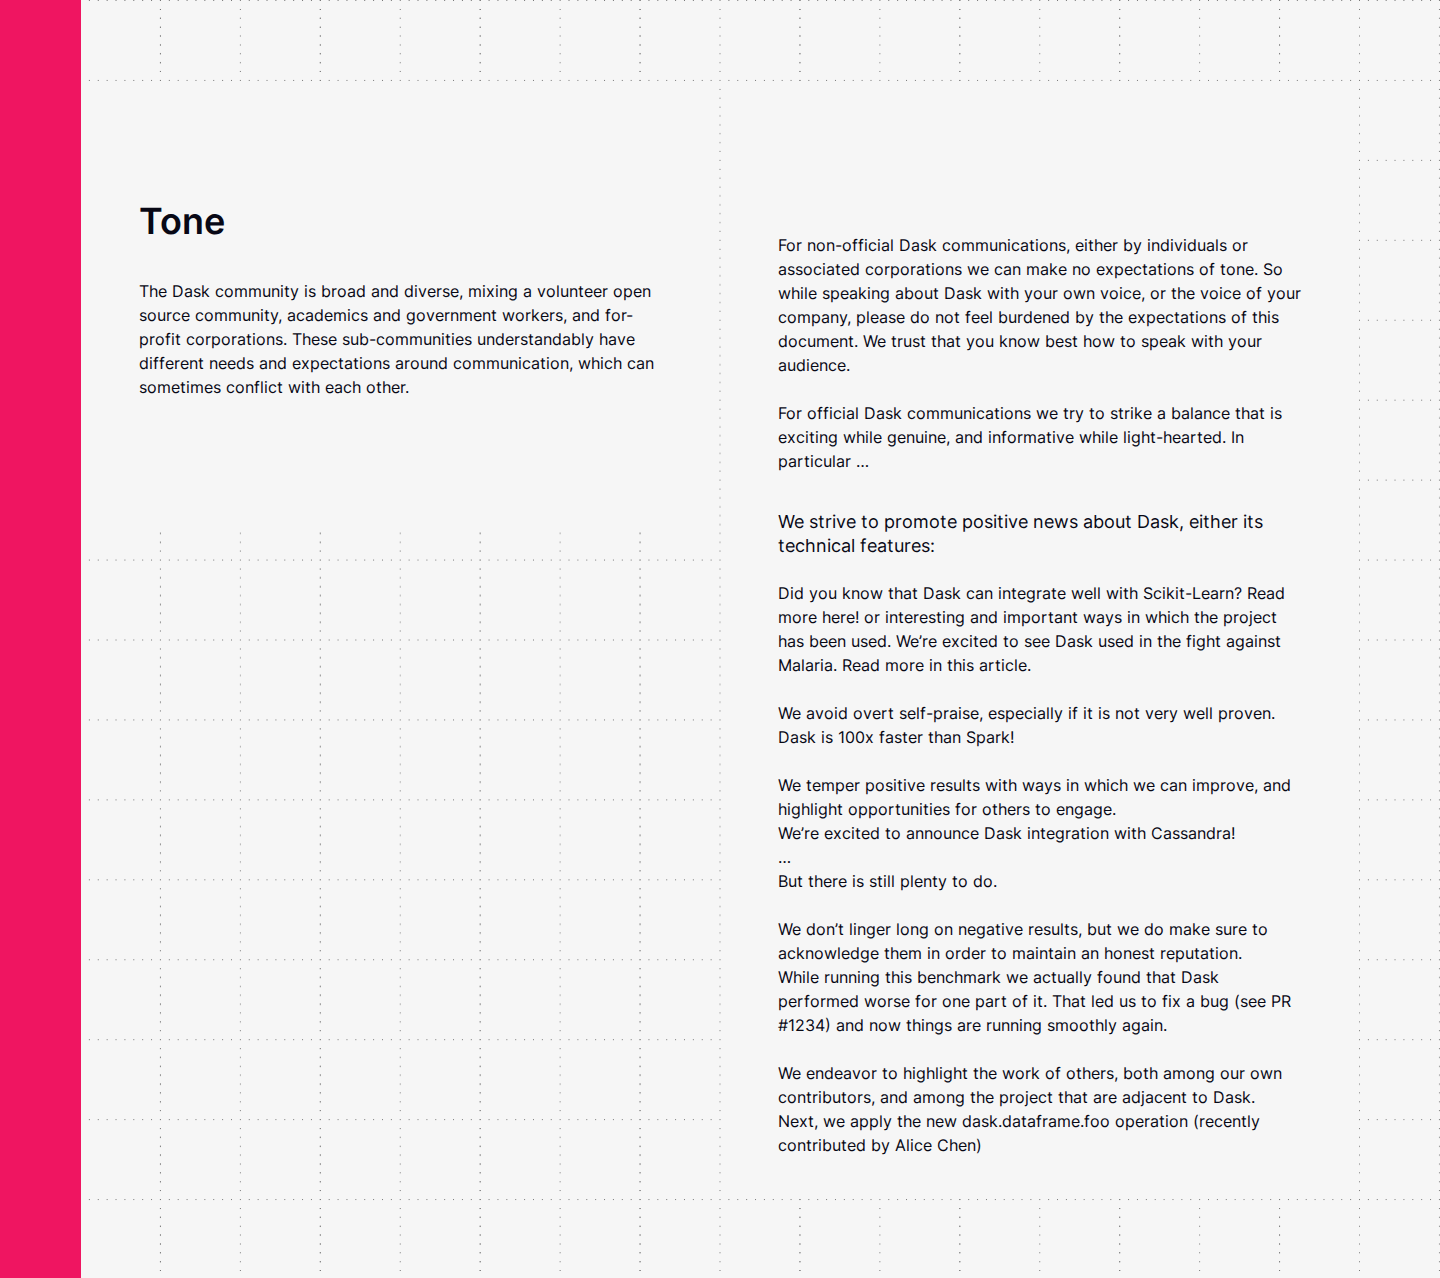 Tone
The Dask community is broad and diverse, mixing a volunteer open
source community, academics and government workers, and for-
profit corporations. These sub-communities understandably have
different needs and expectations around communication, which can
sometimes conflict with each other.
For non-official Dask communications, either by individuals or
associated corporations we can make no expectations of tone. So
while speaking about Dask with your own voice, or the voice of your
company, please do not feel burdened by the expectations of this
document. We trust that you know best how to speak with your
audience.
For official Dask communications we try to strike a balance that is
exciting while genuine, and informative while light-hearted. In
particular ...
We strive to promote positive news about Dask, either its
technical features:
Did you know that Dask can integrate well with Scikit-Learn? Read
more here! or interesting and important ways in which the project
has been used. We’re excited to see Dask used in the fight against
Malaria. Read more in this article.
We avoid overt self-praise, especially if it is not very well proven.
Dask is 100x faster than Spark!
We temper positive results with ways in which we can improve, and
highlight opportunities for others to engage.
We’re excited to announce Dask integration with Cassandra!
...
But there is still plenty to do.
We don’t linger long on negative results, but we do make sure to
acknowledge them in order to maintain an honest reputation.
While running this benchmark we actually found that Dask
performed worse for one part of it. That led us to fix a bug (see PR
#1234) and now things are running smoothly again.
We endeavor to highlight the work of others, both among our own
contributors, and among the project that are adjacent to Dask.
Next, we apply the new dask.dataframe.foo operation (recently
contributed by Alice Chen)